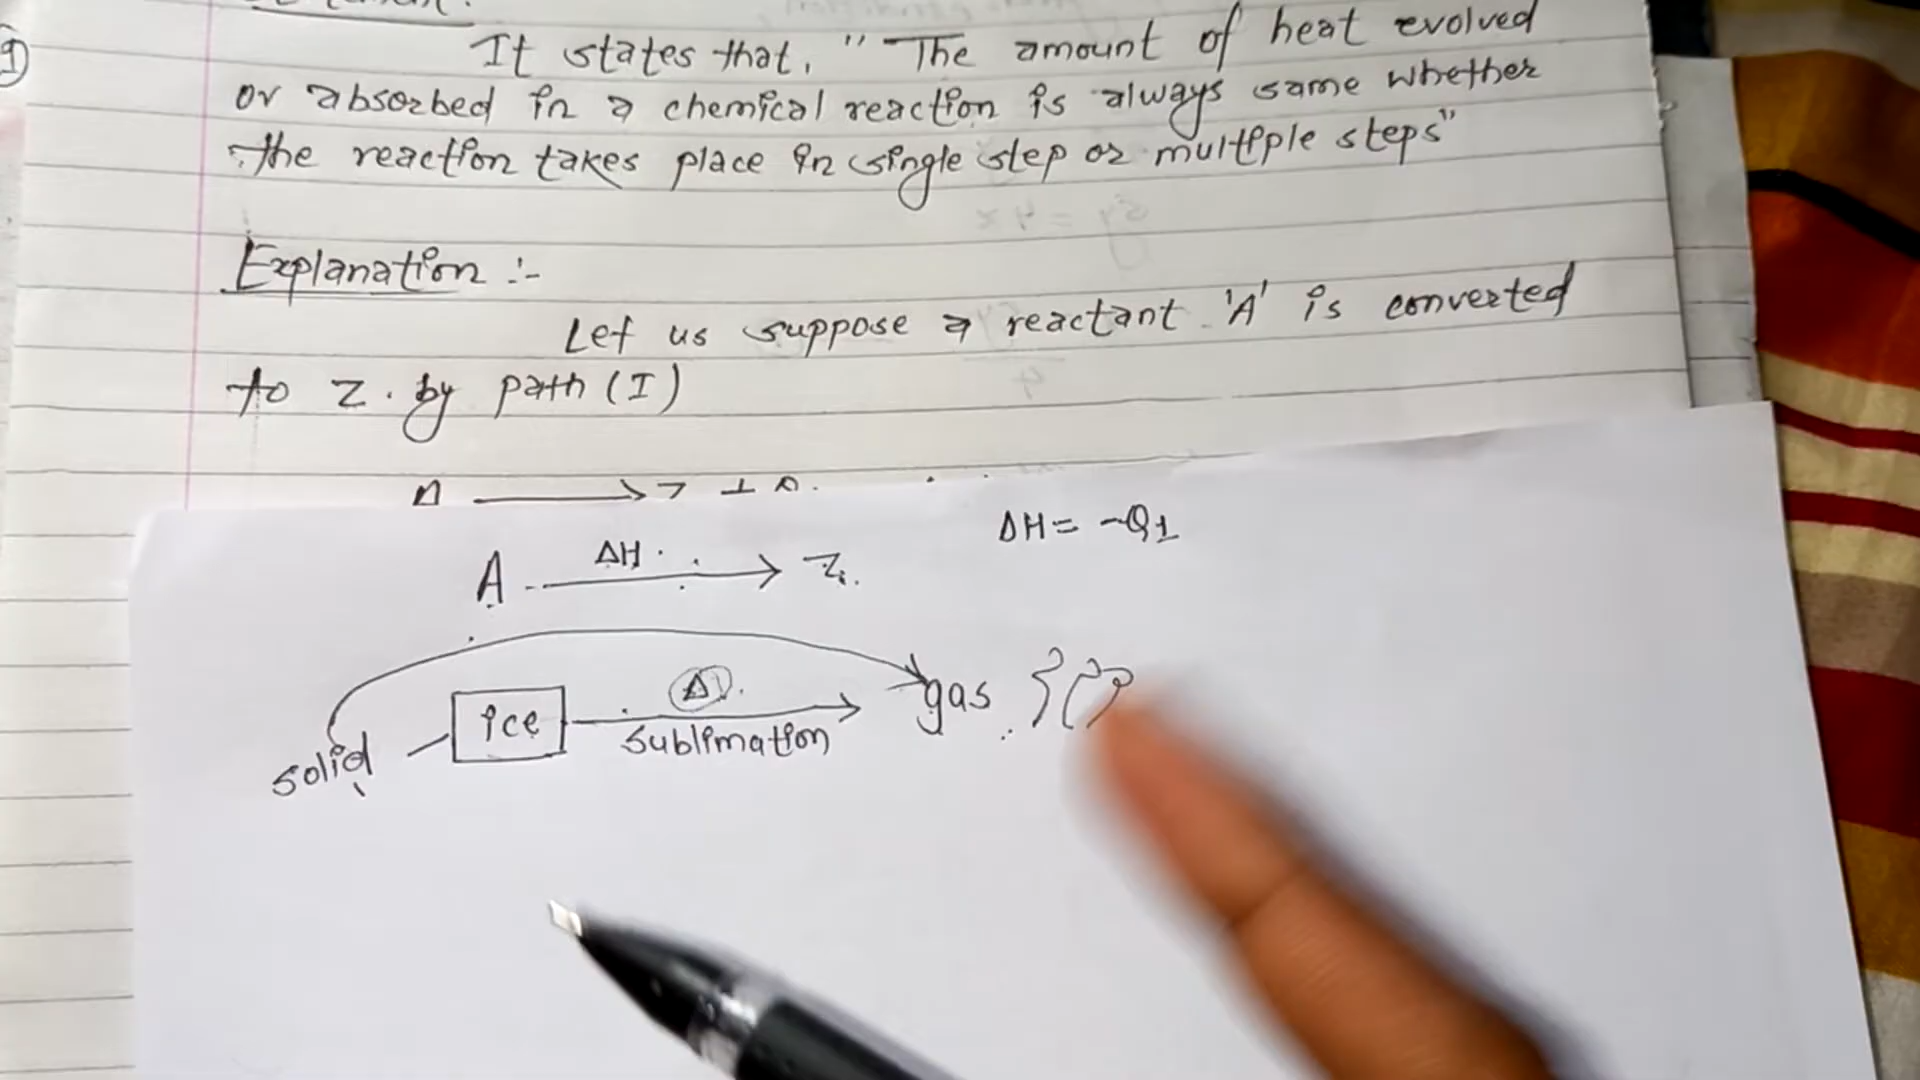 It states that, " The amount of heat evolved
or absorbed in a chemical reaction is always same whether
the reaction takes place in single step or multiple steps"
Explanation :-
Let us suppose a reactant 'A' is converted
to Z. by path (I)
ΔH = -Q1
A ΔH Z.
solid ice Δ sublimation gas